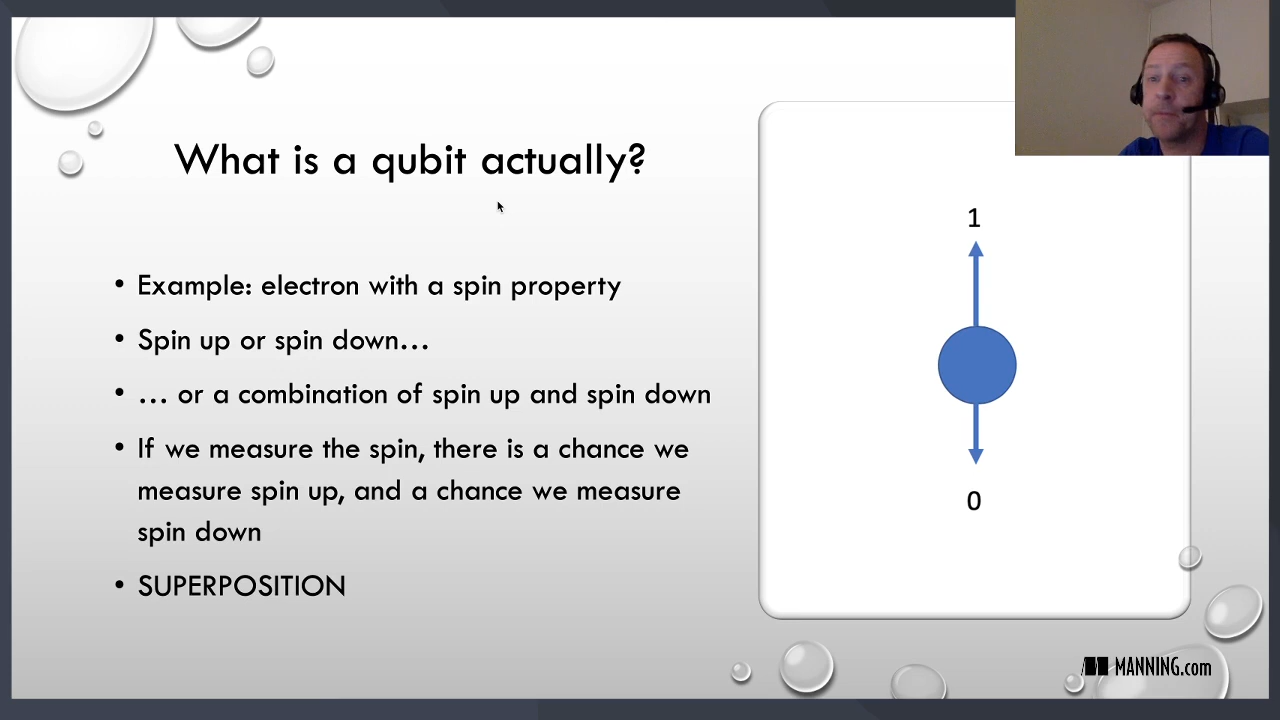 What is a qubit actually?
• Example: electron with a spin property
• Spin up or spin down…
• … or a combination of spin up and spin down
• If we measure the spin, there is a chance we
measure spin up, and a chance we measure
spin down
• SUPERPOSITION
1
0
MANNING.com